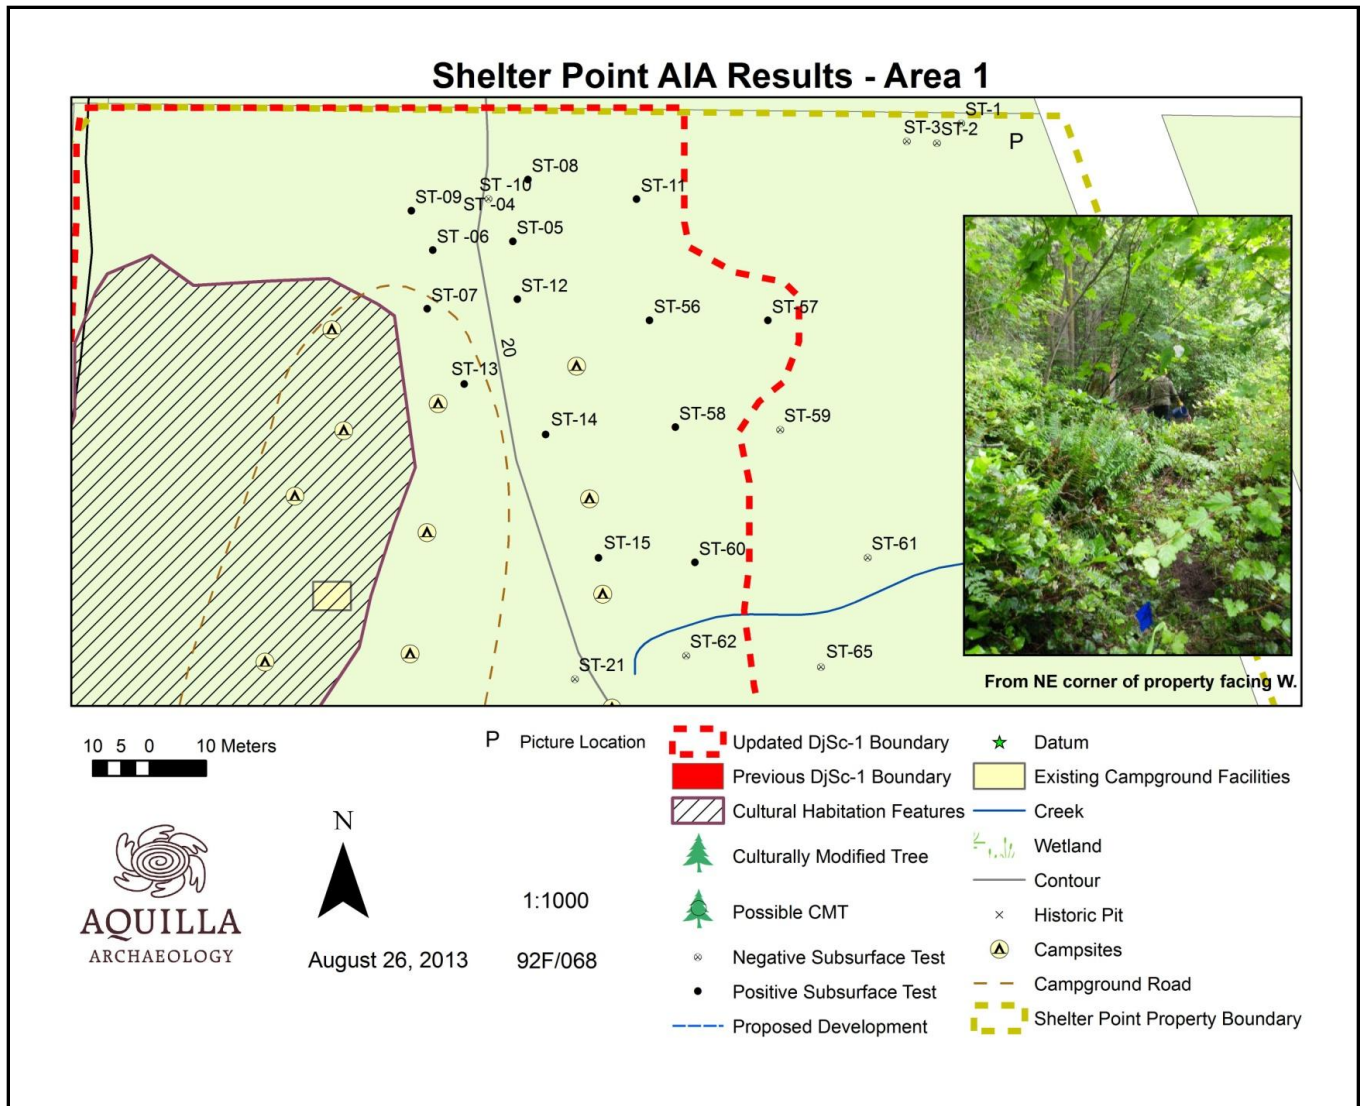 Shelter Point AIA Results - Area 1
ST-1
ST-3
ST-2
P
ST-08
ST -10
ST-11
ST-09
ST -04
ST-05
ST -06
ST-12
ST-07
ST-56
ST-57
20
ST-13
ST-14
ST-58
ST-59
ST-15
ST-60
ST-61
ST-62
ST-65
ST-21
From NE corner of property facing W.
10 5 0 10 Meters
P Picture Location
N
1:1000
AQUILLA
ARCHAEOLOGY
August 26, 2013
92F/068
Updated DjSc-1 Boundary
Previous DjSc-1 Boundary
Cultural Habitation Features
Culturally Modified Tree
Possible CMT
Negative Subsurface Test
Positive Subsurface Test
Proposed Development
Datum
Existing Campground Facilities
Creek
Wetland
Contour
Historic Pit
Campsites
Campground Road
Shelter Point Property Boundary